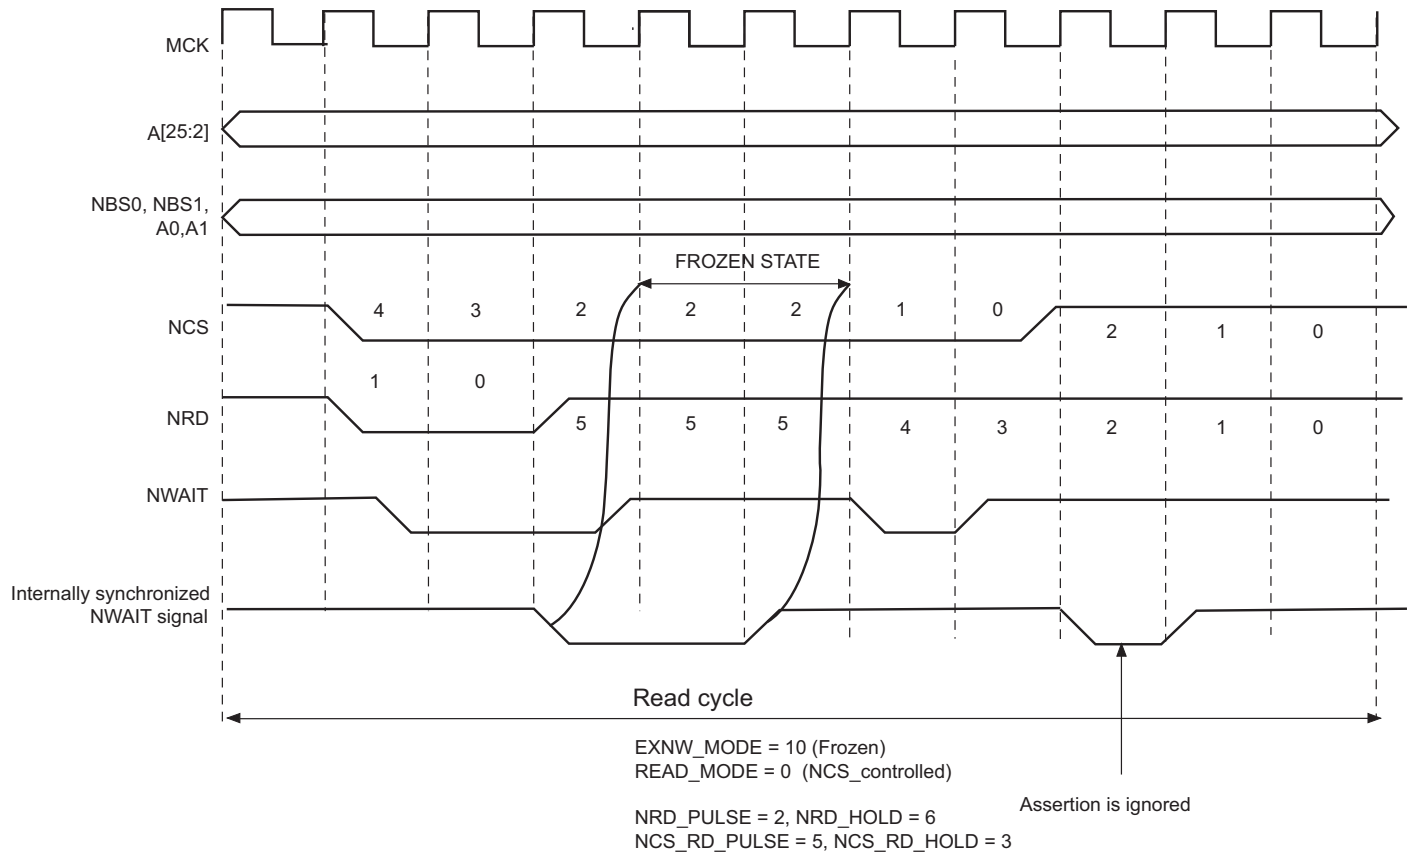 MCK
A[25:2]
NBS0, NBS1,
A0,A1
FROZEN STATE
4 3 2 2 2 1 0
NCS
2 1 0
1 0
NRD
5 5 5 4 3 2 1 0
NWAIT
Internally synchronized
NWAIT signal
Read cycle
EXNW_MODE = 10 (Frozen)
READ_MODE = 0 (NCS_controlled)
Assertion is ignored
NRD_PULSE = 2, NRD_HOLD = 6
NCS_RD_PULSE = 5, NCS_RD_HOLD = 3